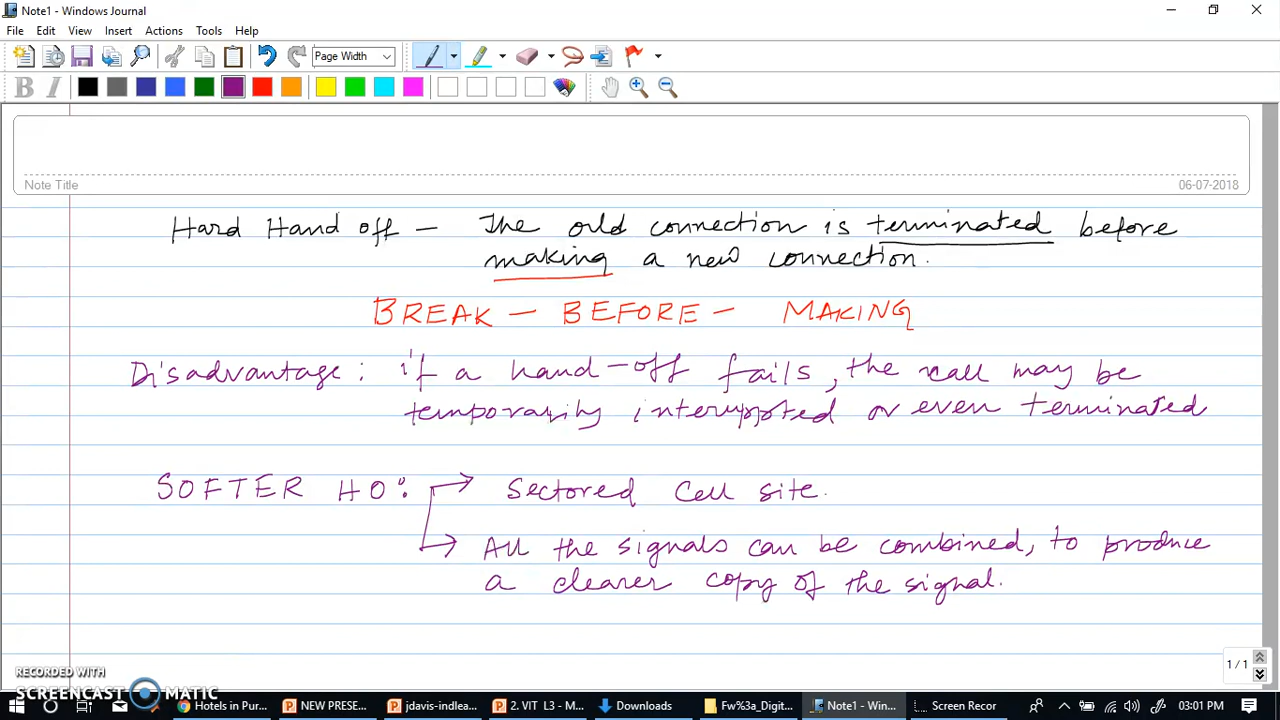 Note1 - Windows Journal
File Edit View Insert Actions Tools Help
Page Width
B I
Note Title
06-07-2018
Hard Hand off - The orld connection is terminated before
making a new connection.
BREAK - BEFORE - MAKING
Disadvantage : if a hand-off fails, the call may be
temporarily interuppted or even terminated
SOFTER HO: → Sectored Cell site.
→ All the signals can be combined, to produce
a clearer copy of the signal.
1 / 1
RECORDED WITH
SCREENCAST MATIC
Hotels in Pur... NEW PRESE... jdavis-indlea... 2. VIT L3 - M... Downloads Fw%3a_Digit... Note1 - Win... Screen Recor 03:01 PM